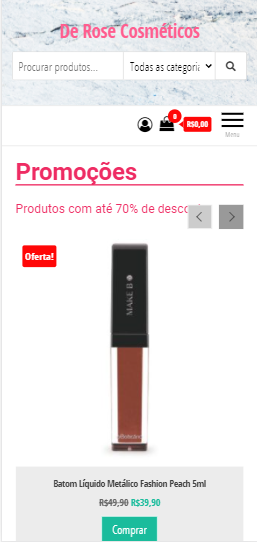 De Rose Cosméticos
Procurar produtos...
Todas as categoria
0
R$0,00
Menu
Promoções
Produtos com até 70% de desco
Oferta!
MAKE B
Batom Líquido Metálico Fashion Peach 5ml
R$49,90 R$39,90
Comprar